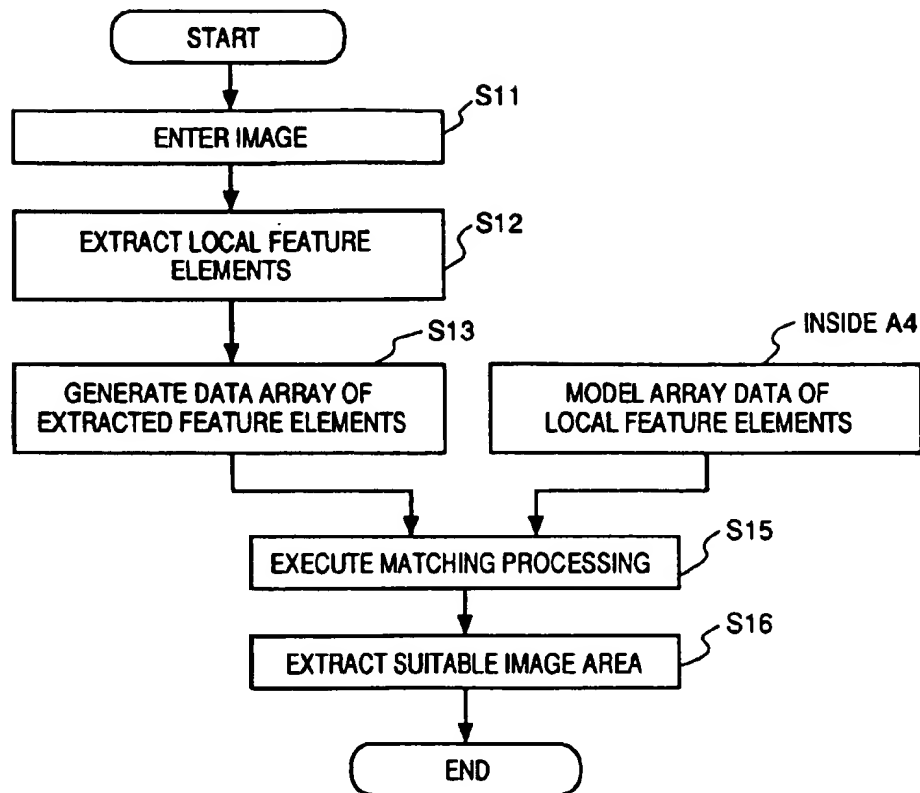 START
S11
ENTER IMAGE
S12
EXTRACT LOCAL FEATURE
ELEMENTS
S13
INSIDE A4
GENERATE DATA ARRAY OF
EXTRACTED FEATURE ELEMENTS
MODEL ARRAY DATA OF
LOCAL FEATURE ELEMENTS
S15
EXECUTE MATCHING PROCESSING
S16
EXTRACT SUITABLE IMAGE AREA
END